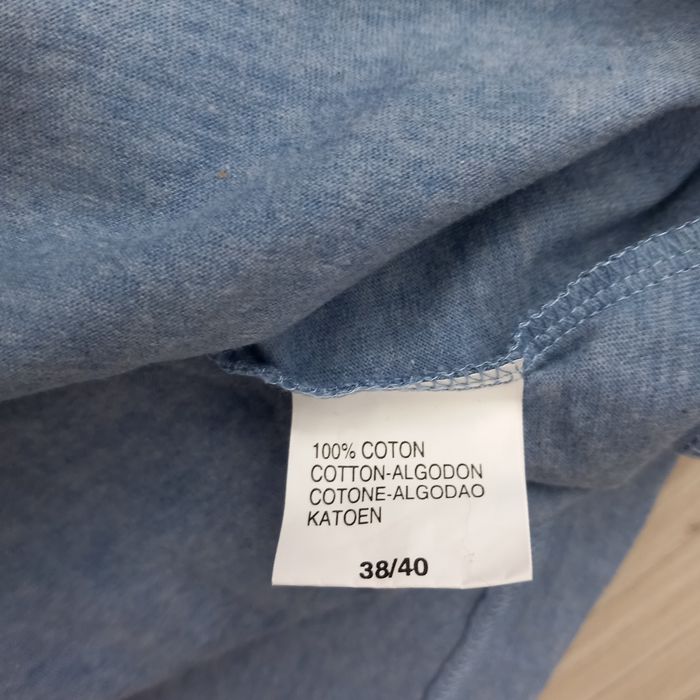 100% COTON
COTTON-ALGODON
COTONE-ALGODAO
KATOEN
38/40